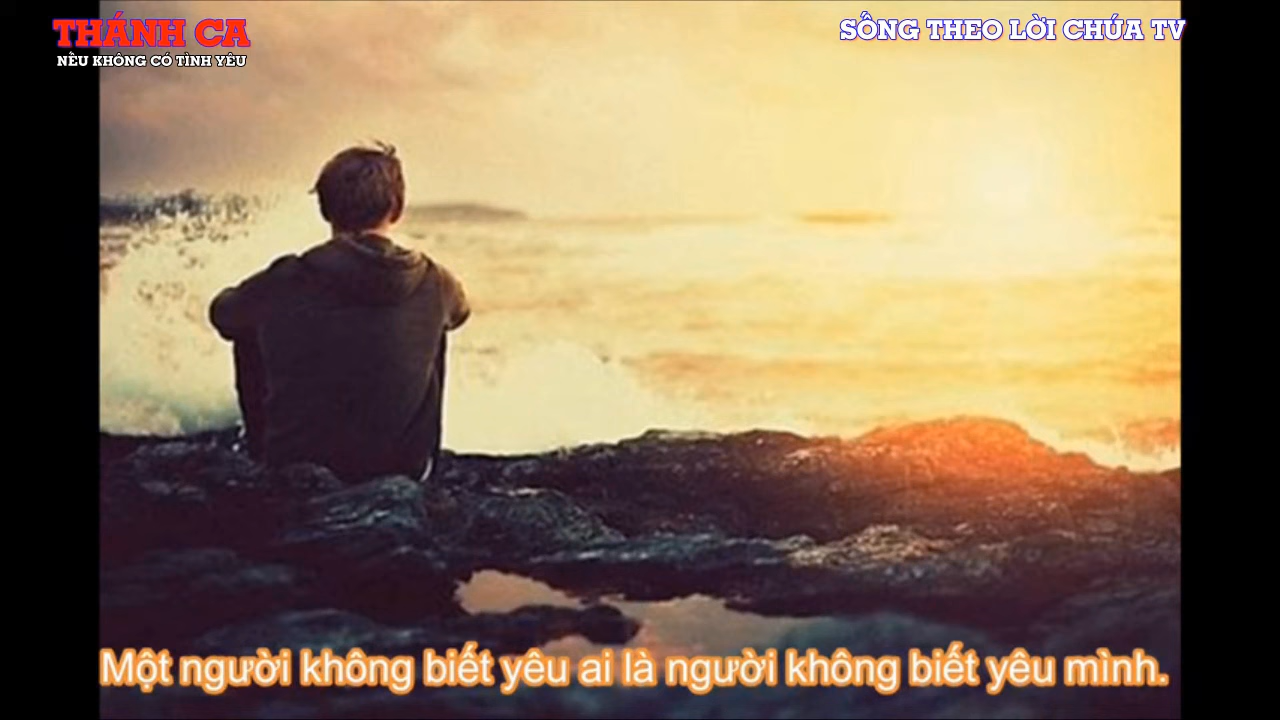 THÁNH CA
NẾU KHÔNG CÓ TÌNH YÊU
SỐNG THEO LỜI CHÚA TV
Một người không biết yêu ai là người không biết yêu mình.